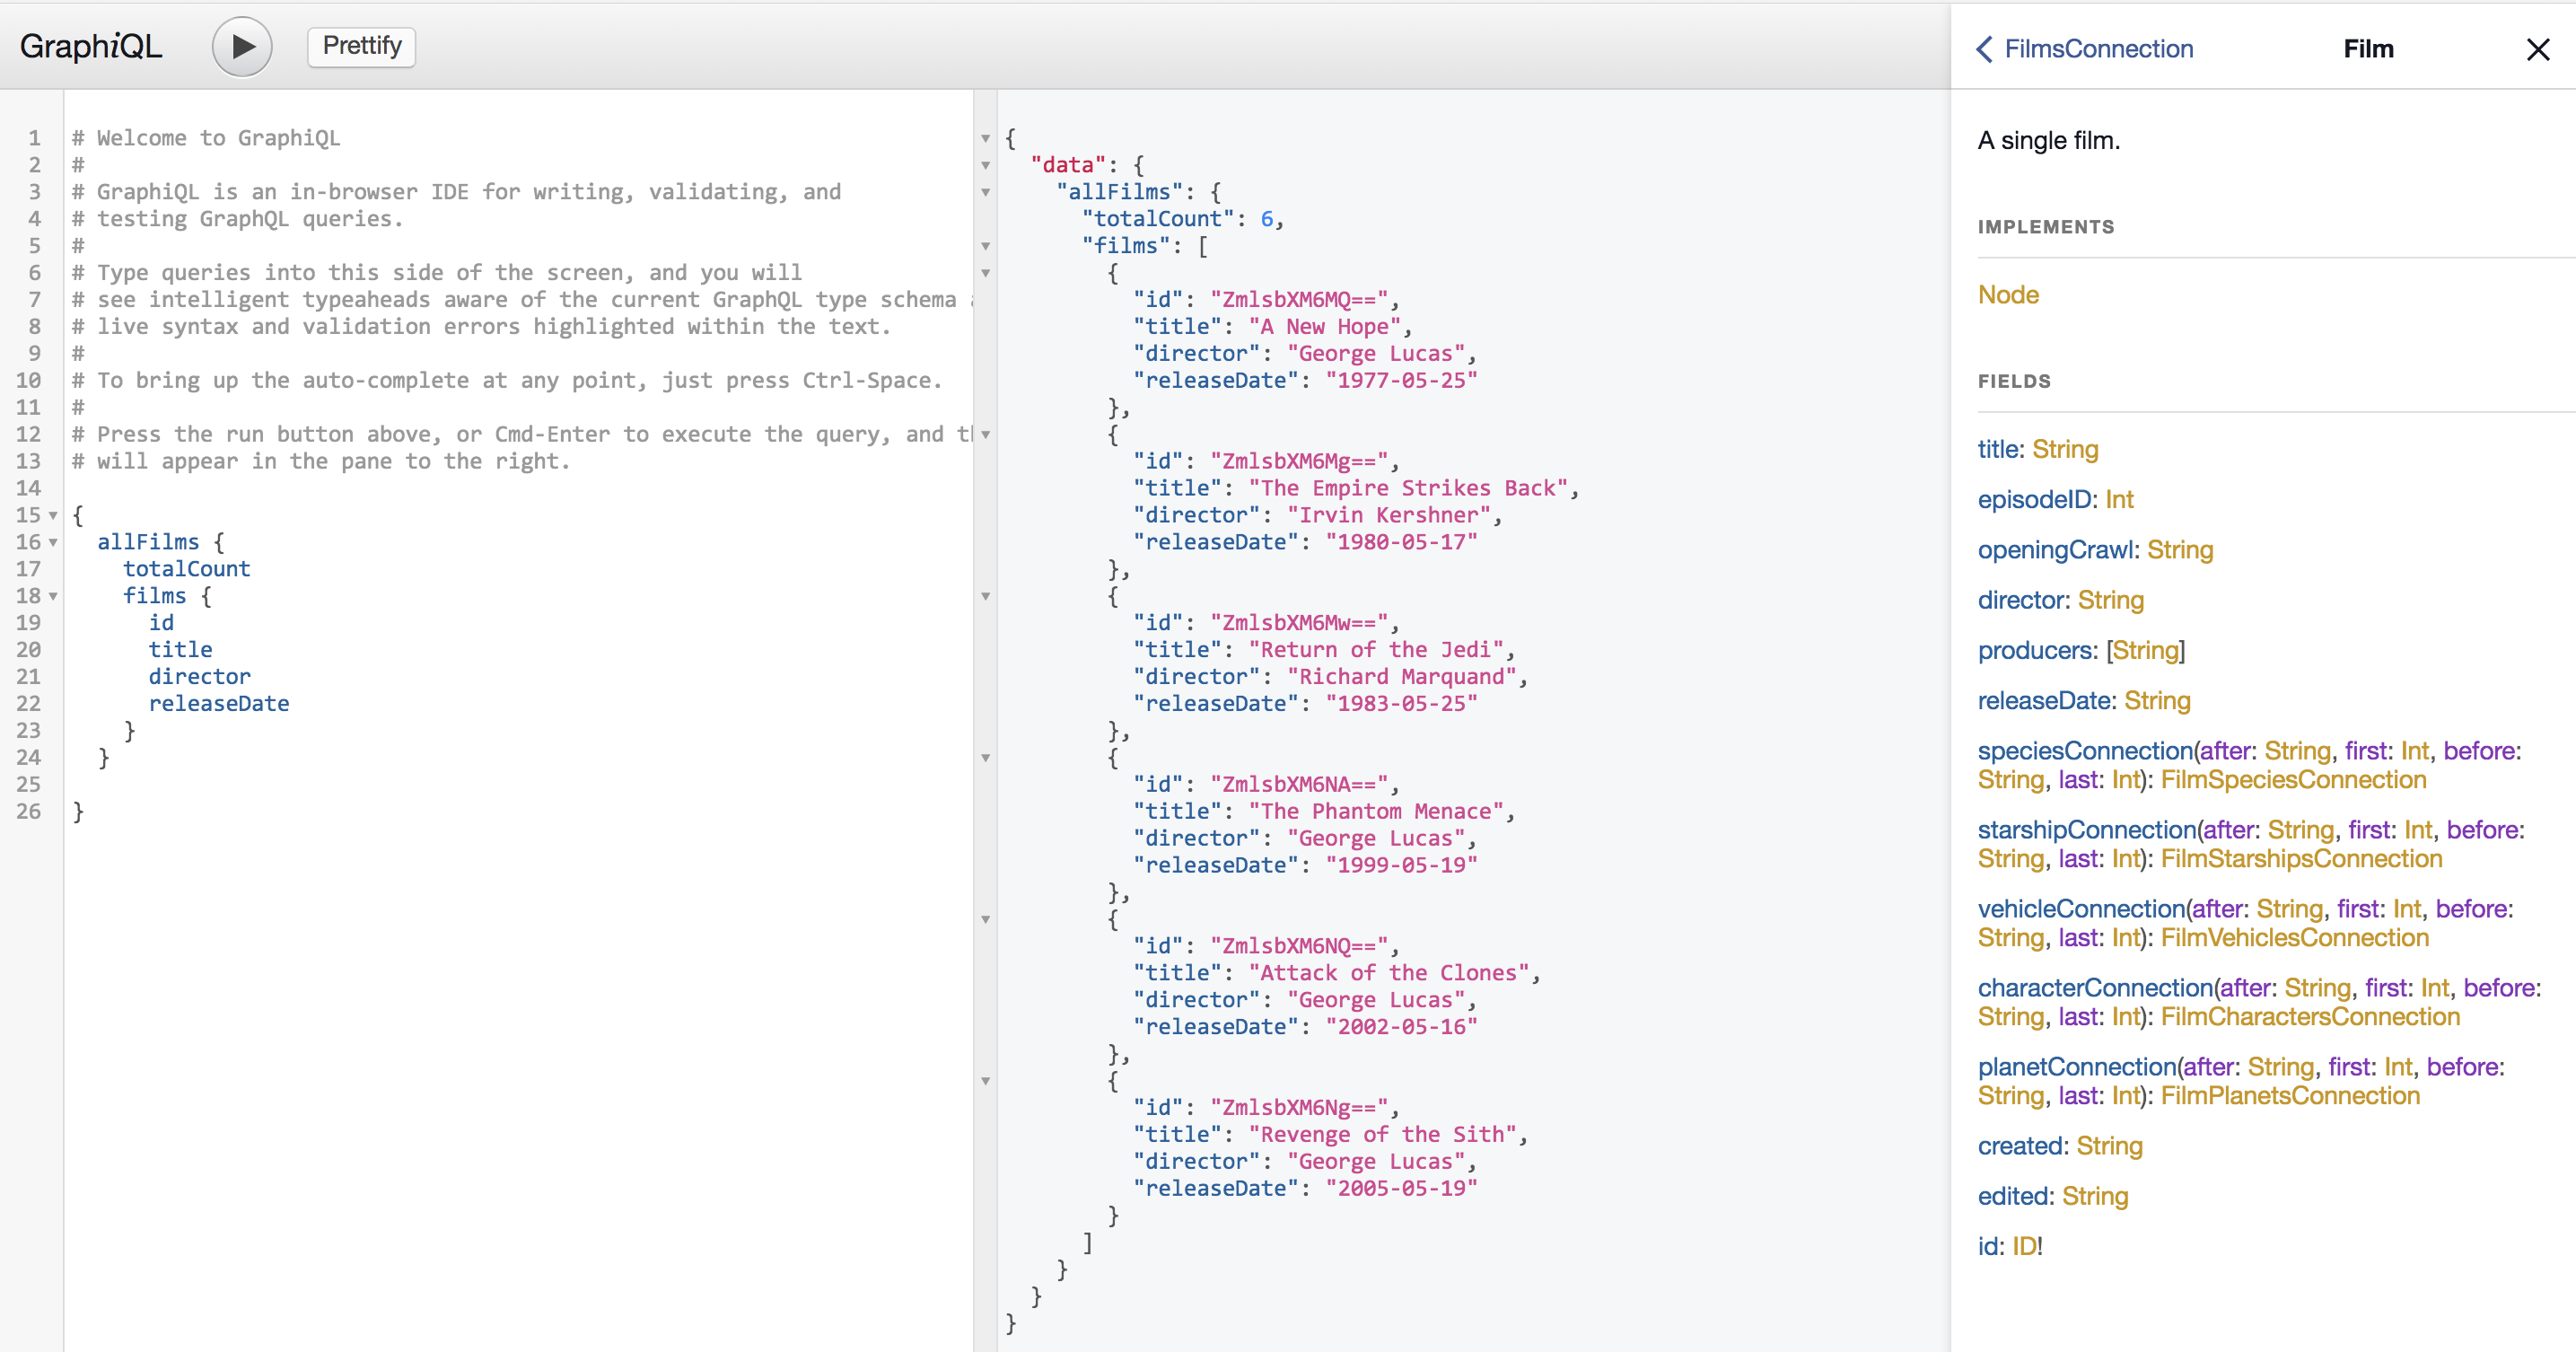 GraphiQL
Prettify
1 # Welcome to GraphiQL
2 #
3 # GraphiQL is an in-browser IDE for writing, validating, and
4 # testing GraphQL queries.
5 #
6 # Type queries into this side of the screen, and you will
7 # see intelligent typeaheads aware of the current GraphQL type schema
8 # live syntax and validation errors highlighted within the text.
9 #
10 # To bring up the auto-complete at any point, just press Ctrl-Space.
11 #
12 # Press the run button above, or Cmd-Enter to execute the query, and
13 # will appear in the pane to the right.
14
15 {
16 allFilms {
17 totalCount
18 films {
19 id
20 title
21 director
22 releaseDate
23 }
24 }
25
26 }
{
"data": {
"allFilms": {
"totalCount": 6,
"films": [
{
"id": "ZmlsbXM6MQ==",
"title": "A New Hope",
"director": "George Lucas",
"releaseDate": "1977-05-25"
},
{
"id": "ZmlsbXM6Mg==",
"title": "The Empire Strikes Back",
"director": "Irvin Kershner",
"releaseDate": "1980-05-17"
},
{
"id": "ZmlsbXM6Mw==",
"title": "Return of the Jedi",
"director": "Richard Marquand",
"releaseDate": "1983-05-25"
},
{
"id": "ZmlsbXM6NA==",
"title": "The Phantom Menace",
"director": "George Lucas",
"releaseDate": "1999-05-19"
},
{
"id": "ZmlsbXM6NQ==",
"title": "Attack of the Clones",
"director": "George Lucas",
"releaseDate": "2002-05-16"
},
{
"id": "ZmlsbXM6Ng==",
"title": "Revenge of the Sith",
"director": "George Lucas",
"releaseDate": "2005-05-19"
}
]
}
}
}
FilmsConnection
Film
A single film.
IMPLEMENTS
Node
FIELDS
title: String
episodeID: Int
openingCrawl: String
director: String
producers: [String]
releaseDate: String
speciesConnection(after: String, first: Int, before:
String, last: Int): FilmSpeciesConnection
starshipConnection(after: String, first: Int, before:
String, last: Int): FilmStarshipsConnection
vehicleConnection(after: String, first: Int, before:
String, last: Int): FilmVehiclesConnection
characterConnection(after: String, first: Int, before:
String, last: Int): FilmCharactersConnection
planetConnection(after: String, first: Int, before:
String, last: Int): FilmPlanetsConnection
created: String
edited: String
id: ID!